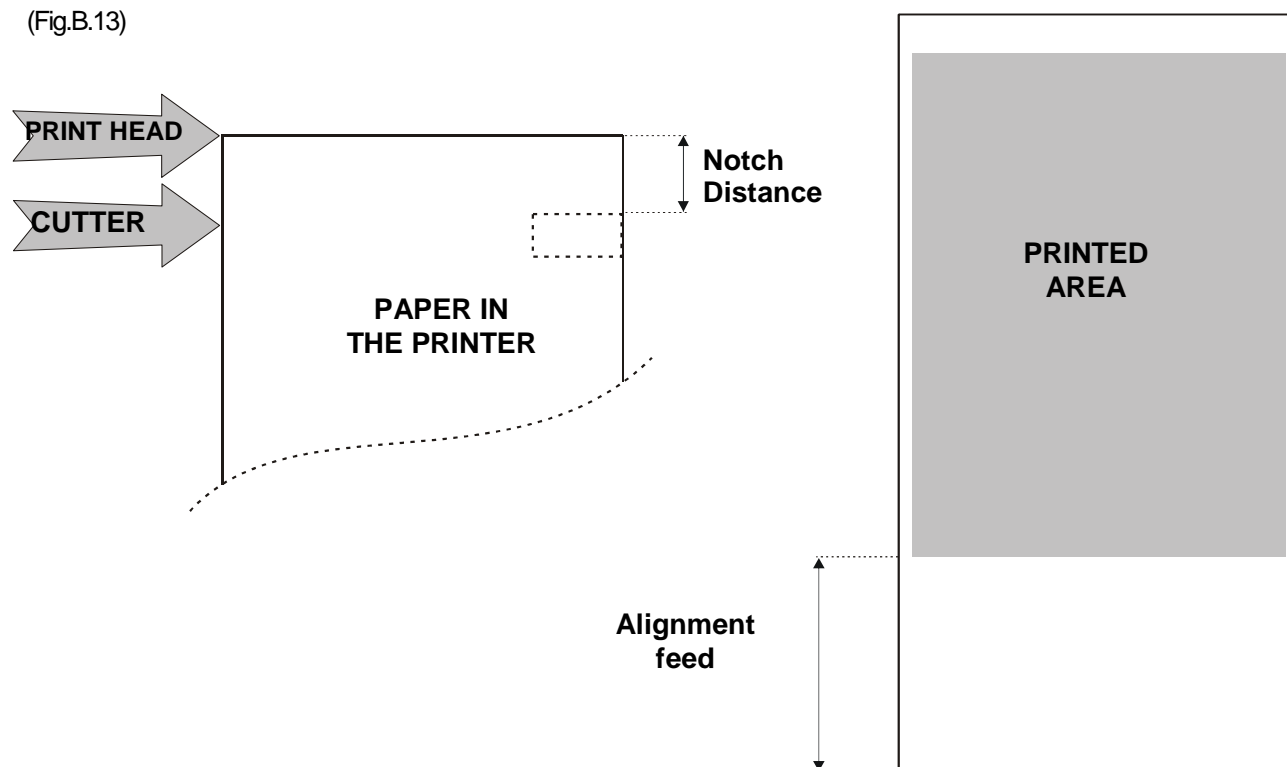 (Fig.B.13)
PRINT HEAD
CUTTER
Notch
Distance
PAPER IN
THE PRINTER
PRINTED
AREA
Alignment
feed